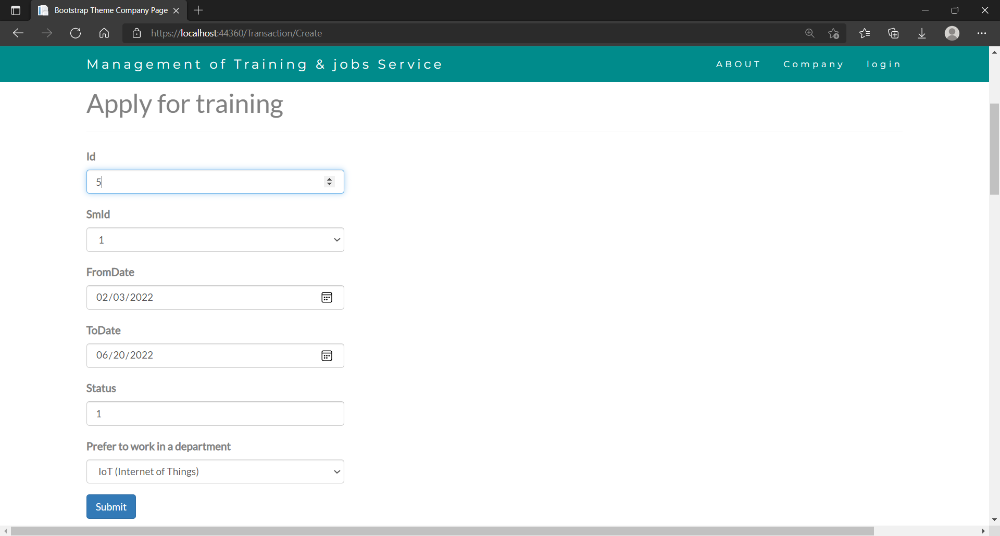 Bootstrap Theme Company Page
https://localhost:44360/Transaction/Create
Management of Training & jobs Service
ABOUT
Company
login
Apply for training
Id
5
SmId
1
FromDate
02/03/2022
ToDate
06/20/2022
Status
1
Prefer to work in a department
IoT (Internet of Things)
Submit